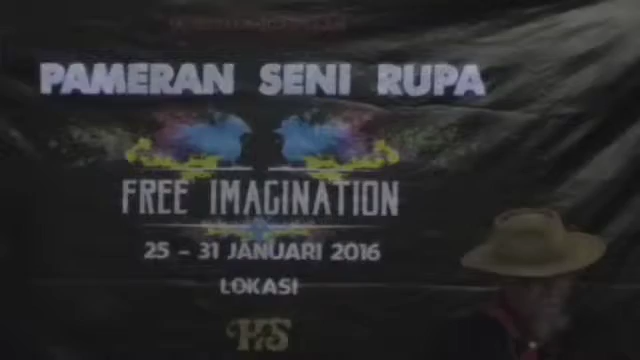 PAMERAN SENI RUPA
FREE IMAGINATION
25 - 31 JANUARI 2016
LOKASI